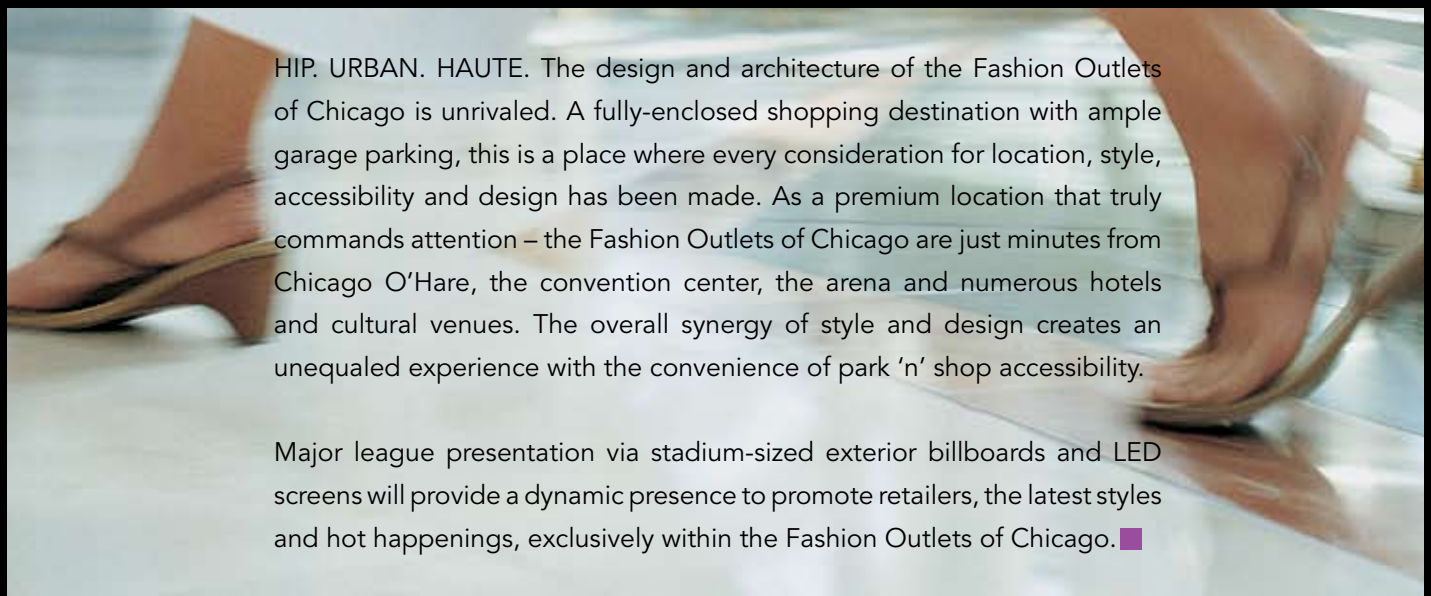 HIP. URBAN. HAUTE. The design and architecture of the Fashion Outlets
of Chicago is unrivaled. A fully-enclosed shopping destination with ample
garage parking, this is a place where every consideration for location, style,
accessibility and design has been made. As a premium location that truly
commands attention – the Fashion Outlets of Chicago are just minutes from
Chicago O’Hare, the convention center, the arena and numerous hotels
and cultural venues. The overall synergy of style and design creates an
unequaled experience with the convenience of park ‘n’ shop accessibility.
Major league presentation via stadium-sized exterior billboards and LED
screens will provide a dynamic presence to promote retailers, the latest styles
and hot happenings, exclusively within the Fashion Outlets of Chicago.